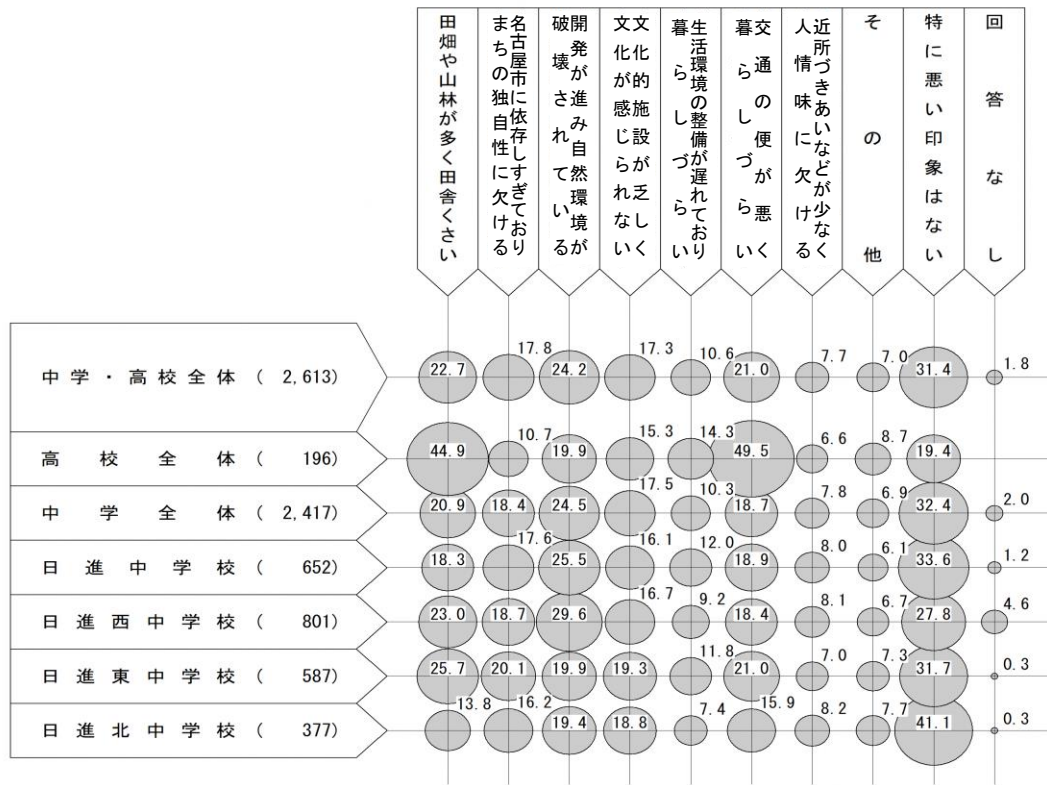 田畑や山林が多く田舎くさい
名古屋市に依存しすぎており
まちの独自性に欠ける
開発が進み自然環境が
破壊されている
文化的施設が乏しく
文化が感じられない
生活環境の整備が遅れており
暮らしづらい
交通の便が悪く
暮らしづらい
近所づきあいなどが少なく
人情味に欠ける
その他
特に悪い印象はない
回答なし
中学・高校全体 ( 2,613) 22.7 17.8 24.2 17.3 10.6 21.0 7.7 7.0 31.4 1.8
高校全体 ( 196) 44.9 10.7 19.9 15.3 14.3 49.5 6.6 8.7 19.4
中学全体 ( 2,417) 20.9 18.4 24.5 17.5 10.3 18.7 7.8 6.9 32.4 2.0
日進中学校 ( 652) 18.3 17.6 25.5 16.1 12.0 18.9 8.0 6.1 33.6 1.2
日進西中学校 ( 801) 23.0 18.7 29.6 16.7 9.2 18.4 8.1 6.7 27.8 4.6
日進東中学校 ( 587) 25.7 20.1 19.9 19.3 11.8 21.0 7.0 7.3 31.7 0.3
日進北中学校 ( 377) 13.8 16.2 19.4 18.8 7.4 15.9 8.2 7.7 41.1 0.3